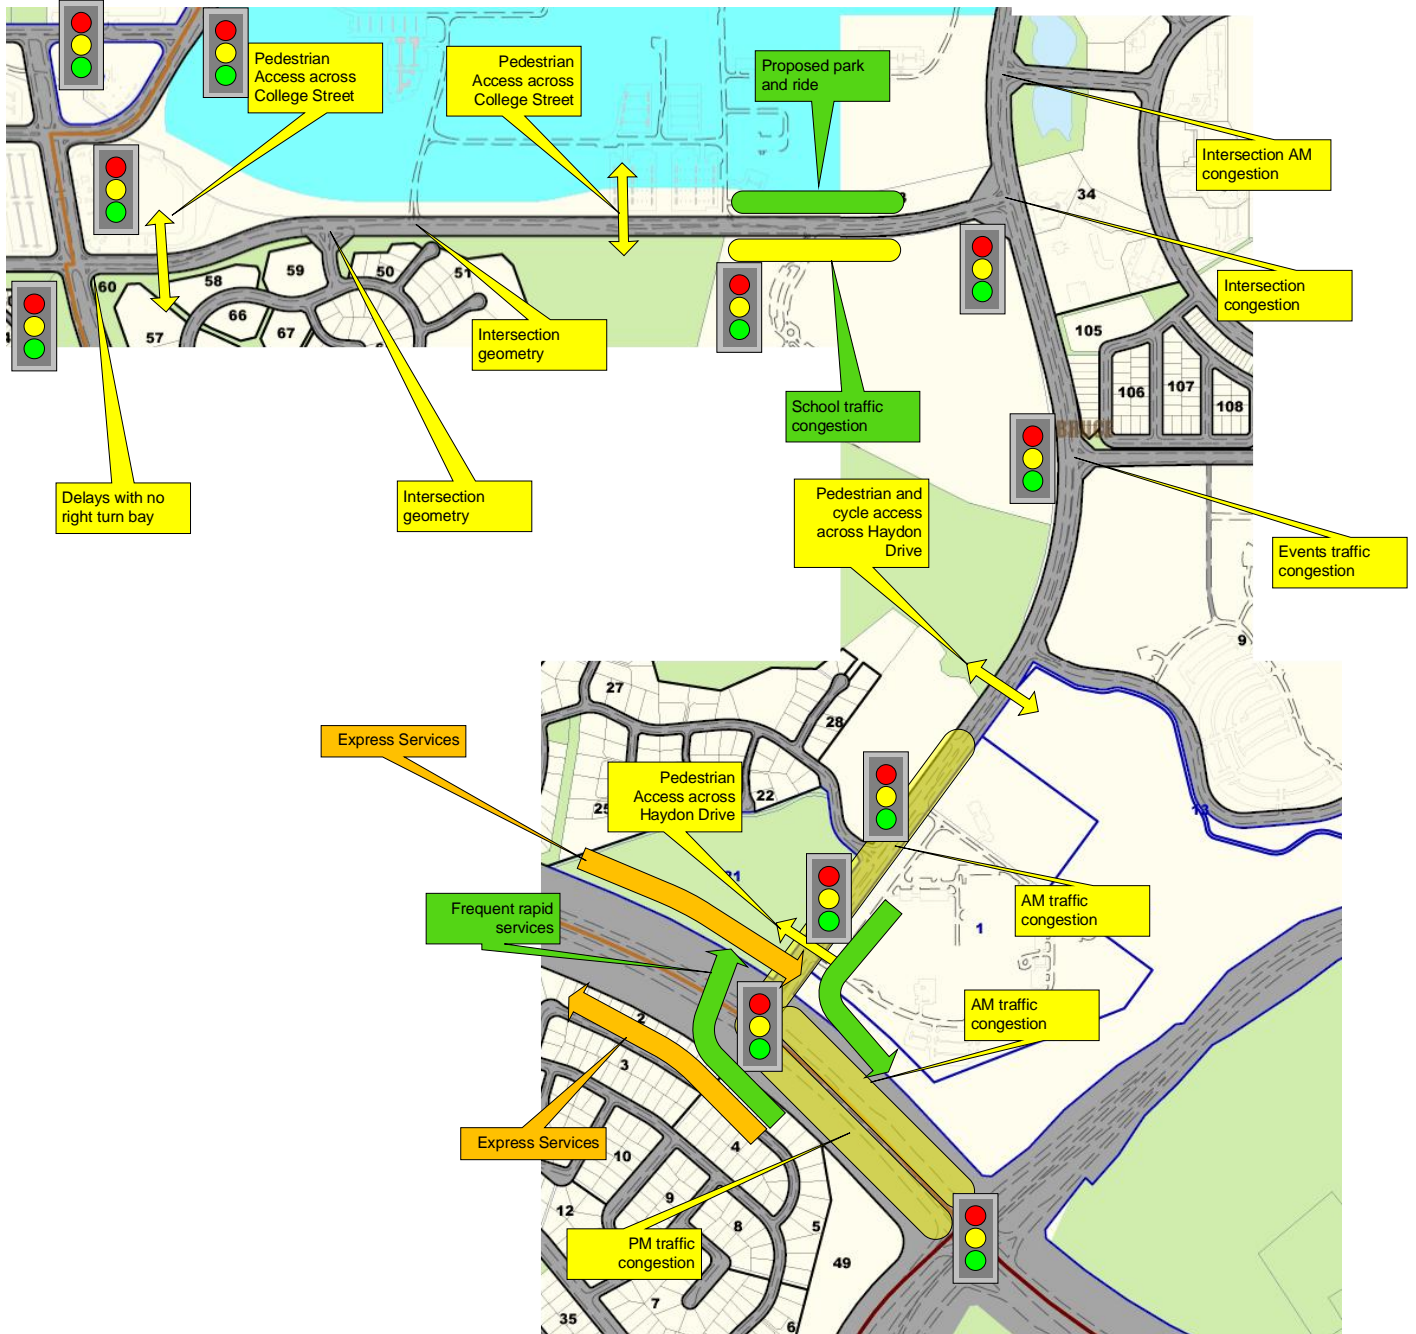 Pedestrian
Access across
College Street
Pedestrian
Access across
College Street
Proposed park
and ride
Intersection AM
congestion
34
60
58
59
50
51
57
66
67
Intersection
geometry
Intersection
congestion
105
106
107
108
BRUCE
School traffic
congestion
Delays with no
right turn bay
Intersection
geometry
Pedestrian and
cycle access
across Haydon
Drive
Events traffic
congestion
9
27
28
Express Services
Pedestrian
Access across
Haydon Drive
22
25
13
21
Frequent rapid
services
AM traffic
congestion
1
AM traffic
congestion
2
3
Express Services
4
10
9
12
8
5
PM traffic
congestion
49
7
35
6